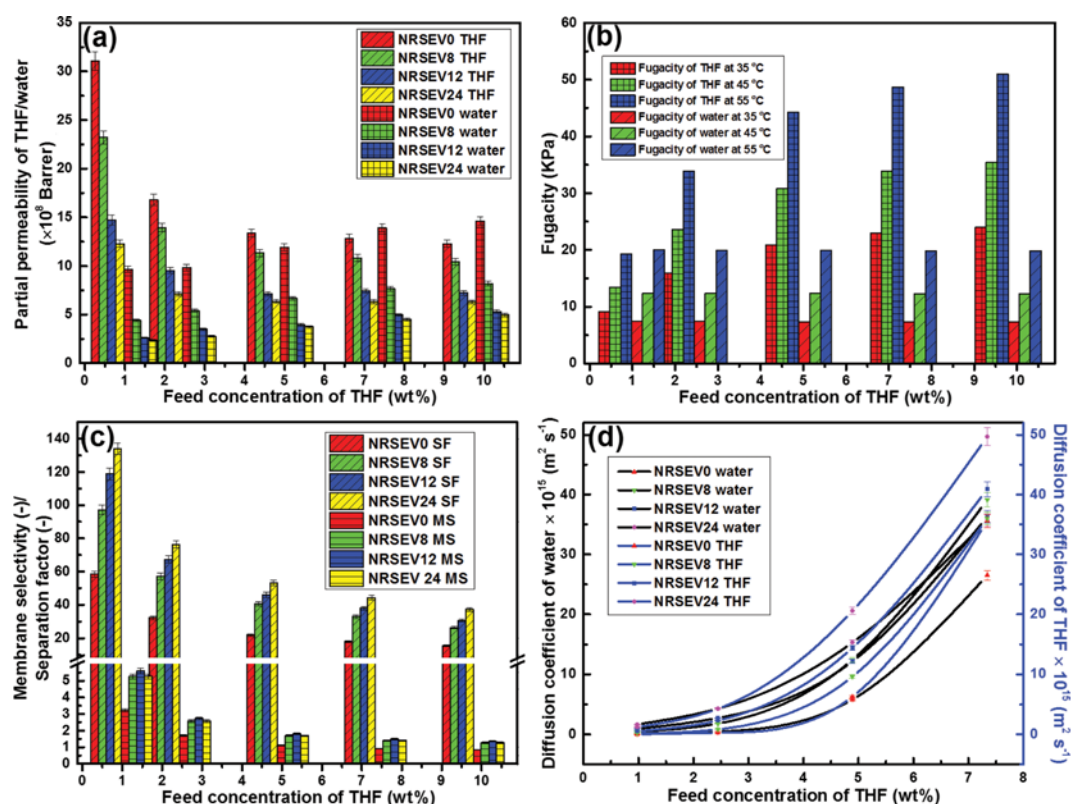 (a)
Partial permeability of THF/water
(×10⁸ Barrer)
35
30
25
20
15
10
5
0
NRSEV0 THF
NRSEV8 THF
NRSEV12 THF
NRSEV24 THF
NRSEV0 water
NRSEV8 water
NRSEV12 water
NRSEV24 water
0 1 2 3 4 5 6 7 8 9 10
Feed concentration of THF (wt%)
(b)
Fugacity (KPa)
60
50
40
30
20
10
0
Fugacity of THF at 35 °C
Fugacity of THF at 45 °C
Fugacity of THF at 55 °C
Fugacity of water at 35 °C
Fugacity of water at 45 °C
Fugacity of water at 55 °C
0 1 2 3 4 5 6 7 8 9 10
Feed concentration of THF (wt%)
(c)
Membrane selectivity (-)/
Separation factor (-)
140
120
100
80
60
40
20
5
4
3
2
1
0
NRSEV0 SF
NRSEV8 SF
NRSEV12 SF
NRSEV24 SF
NRSEV0 MS
NRSEV8 MS
NRSEV12 MS
NRSEV 24 MS
0 1 2 3 4 5 6 7 8 9 10
Feed concentration of THF (wt%)
(d)
Diffusion coefficient of water × 10¹⁵ (m² s⁻¹)
50
40
30
20
10
0
NRSEV0 water
NRSEV8 water
NRSEV12 water
NRSEV24 water
NRSEV0 THF
NRSEV8 THF
NRSEV12 THF
NRSEV24 THF
50
40
30
20
10
0
Diffusion coefficient of THF × 10¹⁵ (m² s⁻¹)
0 1 2 3 4 5 6 7 8
Feed concentration of THF (wt%)